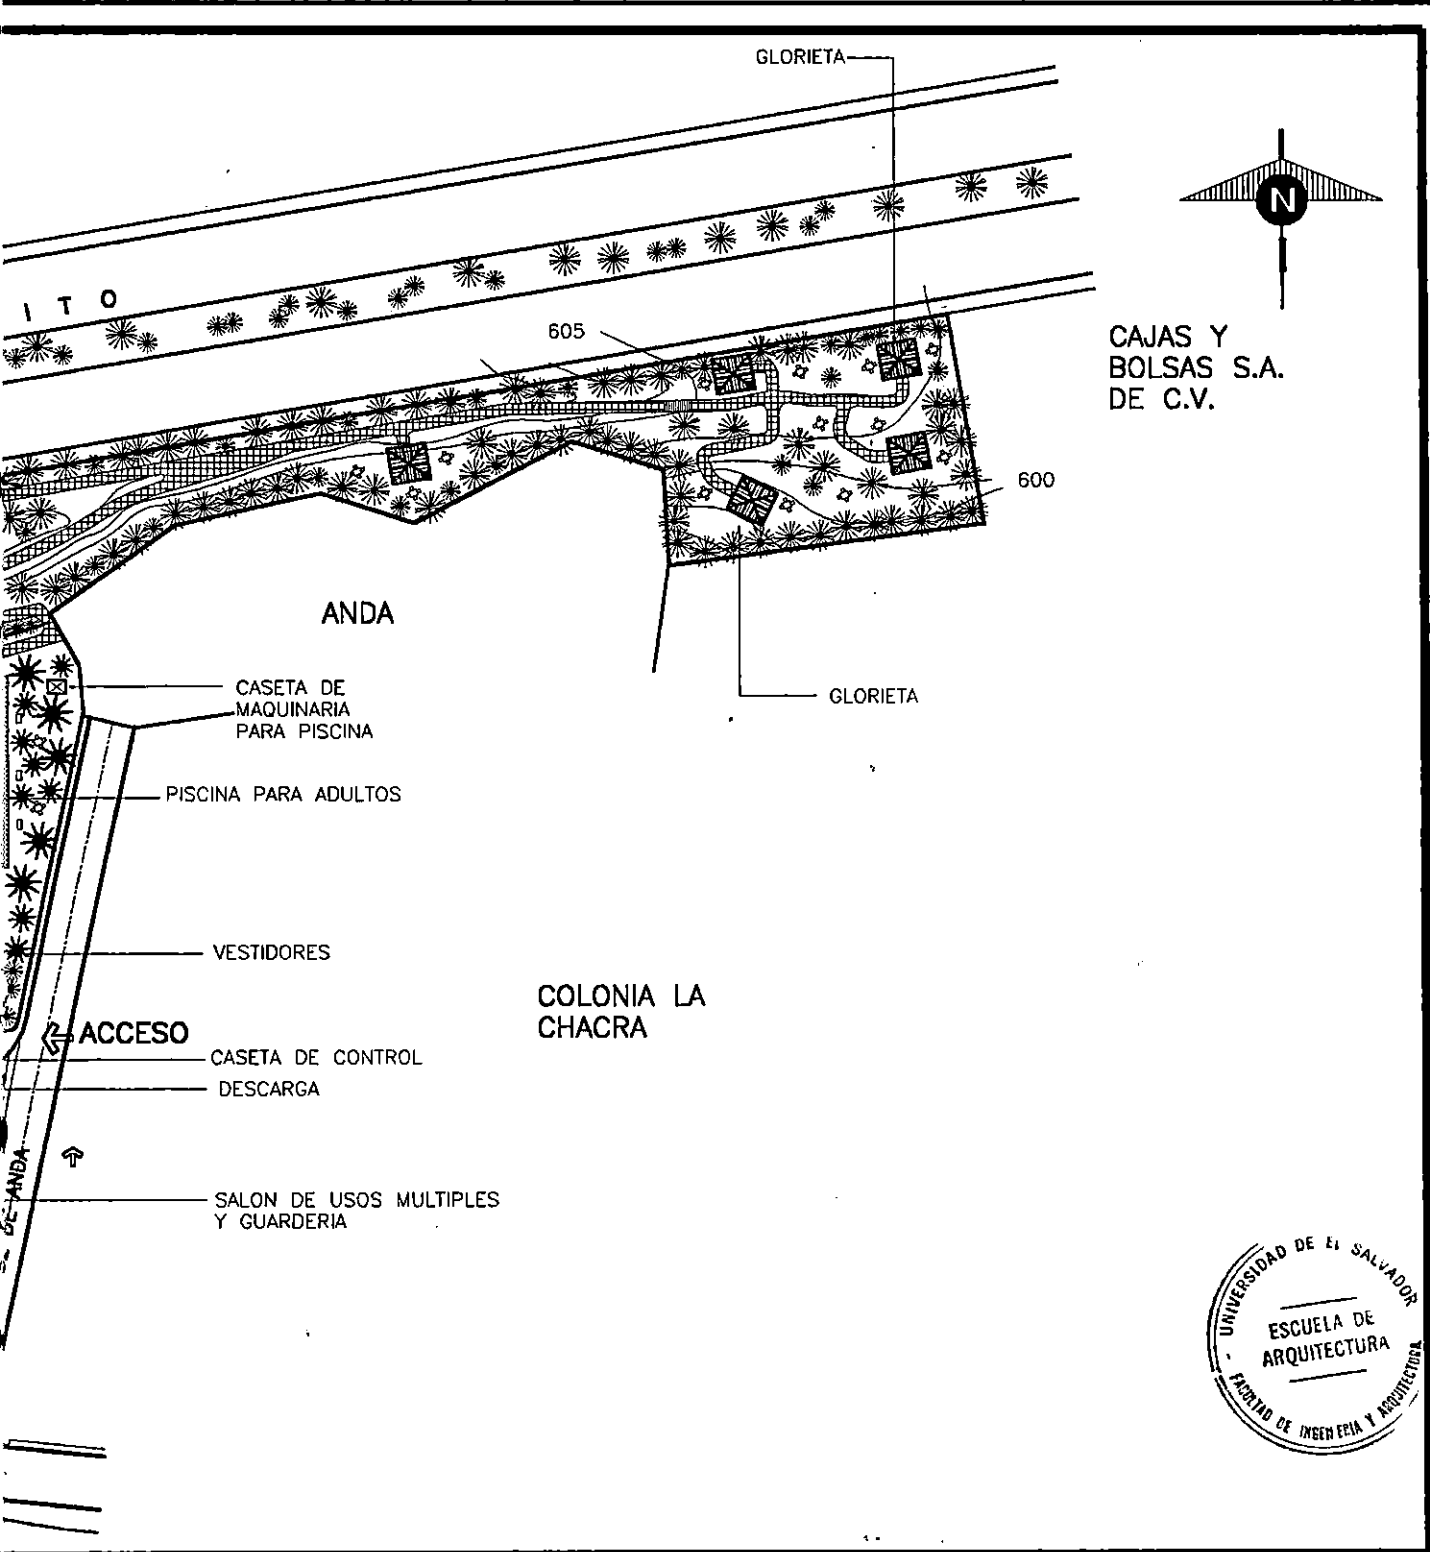 GLORIETA
N
I T O
605
CAJAS Y
BOLSAS S.A.
DE C.V.
600
ANDA
CASETA DE
MAQUINARIA
PARA PISCINA
GLORIETA
PISCINA PARA ADULTOS
VESTIDORES
COLONIA LA
CHACRA
ACCESO
CASETA DE CONTROL
DESCARGA
DE ANDA
SALON DE USOS MULTIPLES
Y GUARDERIA
UNIVERSIDAD DE EL SALVADOR
ESCUELA DE
ARQUITECTURA
FACULTAD DE INGENIERIA Y ARQUITECTURA